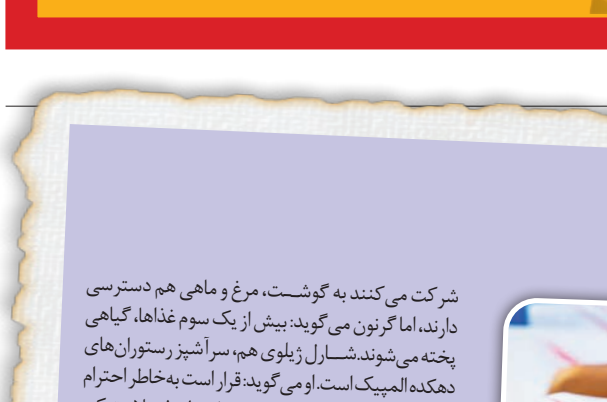 شرکت می‌کنند به گوشــت، مرغ و ماهی هم دسترسی
دارند، اما گرنون می‌گوید: بیش از یک سوم غذاها، گیاهی
پخته می‌شوند.شــارل ژیلوی هم، سرآشپز رستوران‌های
دهکده المپیک است. او می‌گوید: قرار است به‌خاطر احترام